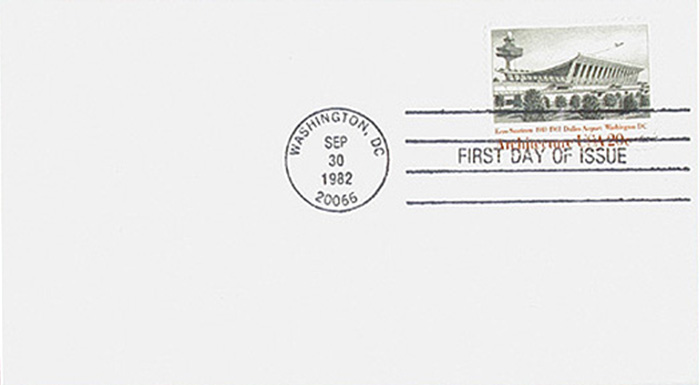 Eero Saarinen 1910-1961 Dulles Airport Washington DC
Architecture USA 20c
WASHINGTON, DC
SEP
30
1982
20066
FIRST DAY OF ISSUE